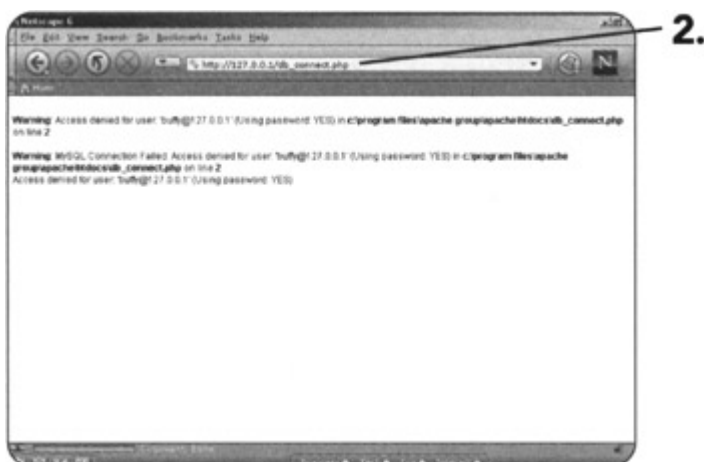 Netscape 6
File Edit View Search Go Bookmarks Tasks Help
http://127.0.0.1/db_connect.php
2.
N
Home
Warning: Access denied for user: 'buffy@127.0.0.1' (Using password: YES) in c:\program files\apache group\apache\htdocs\db_connect.php
on line 2
Warning: MySQL Connection Failed: Access denied for user: 'buffy@127.0.0.1' (Using password: YES) in c:\program files\apache
group\apache\htdocs\db_connect.php on line 2
Access denied for user: 'buffy@127.0.0.1' (Using password: YES)